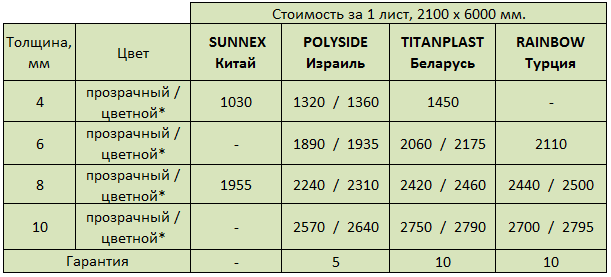 Стоимость за 1 лист, 2100 х 6000 мм.
Толщина, мм Цвет SUNNEX Китай POLYSIDE Израиль TITANPLAST Беларусь RAINBOW Турция
4 прозрачный / цветной* 1030 1320 / 1360 1450 -
6 прозрачный / цветной* - 1890 / 1935 2060 / 2175 2110
8 прозрачный / цветной* 1955 2240 / 2310 2420 / 2460 2440 / 2500
10 прозрачный / цветной* - 2570 / 2640 2750 / 2790 2700 / 2795
Гарантия - 5 10 10